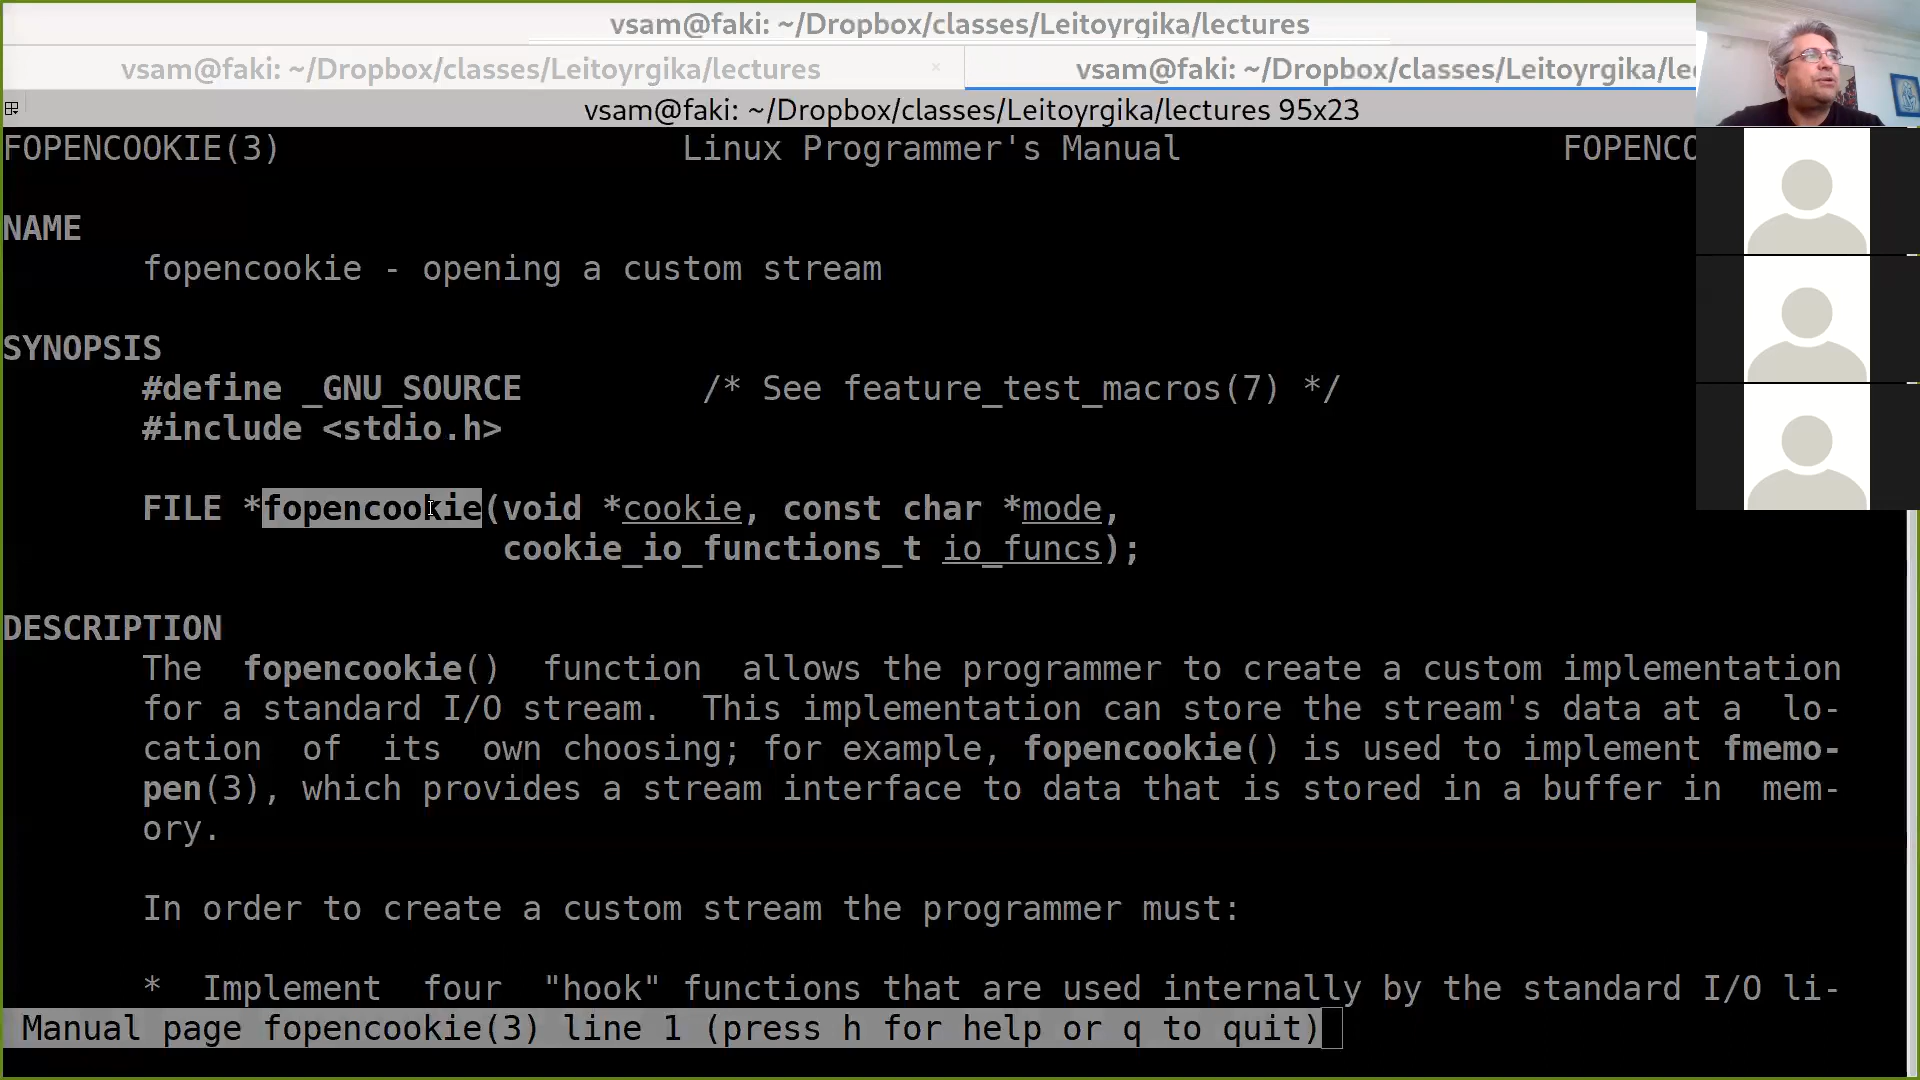 vsam@faki: ~/Dropbox/classes/Leitoyrgika/lectures
vsam@faki: ~/Dropbox/classes/Leitoyrgika/lectures × vsam@faki: ~/Dropbox/classes/Leitoyrgika/le
vsam@faki: ~/Dropbox/classes/Leitoyrgika/lectures 95x23
FOPENCOOKIE(3) Linux Programmer's Manual FOPENCO
NAME
fopencookie - opening a custom stream
SYNOPSIS
#define _GNU_SOURCE /* See feature_test_macros(7) */
#include <stdio.h>
FILE *fopencookie(void *cookie, const char *mode,
cookie_io_functions_t io_funcs);
DESCRIPTION
The fopencookie() function allows the programmer to create a custom implementation
for a standard I/O stream. This implementation can store the stream's data at a lo-
cation of its own choosing; for example, fopencookie() is used to implement fmemo-
pen(3), which provides a stream interface to data that is stored in a buffer in mem-
ory.
In order to create a custom stream the programmer must:
* Implement four "hook" functions that are used internally by the standard I/O li-
Manual page fopencookie(3) line 1 (press h for help or q to quit)